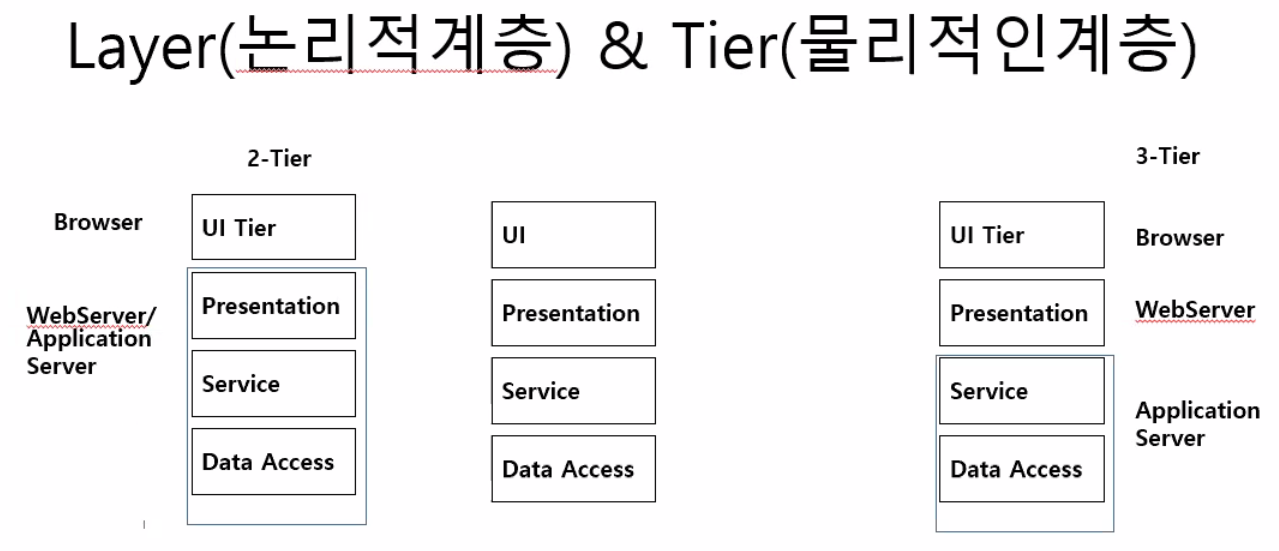 Layer(논리적계층) & Tier(물리적인계층)
2-Tier
Browser
UI Tier
WebServer/
Application
Server
Presentation
Service
Data Access
UI
Presentation
Service
Data Access
3-Tier
UI Tier
Browser
Presentation
WebServer
Service
Data Access
Application
Server